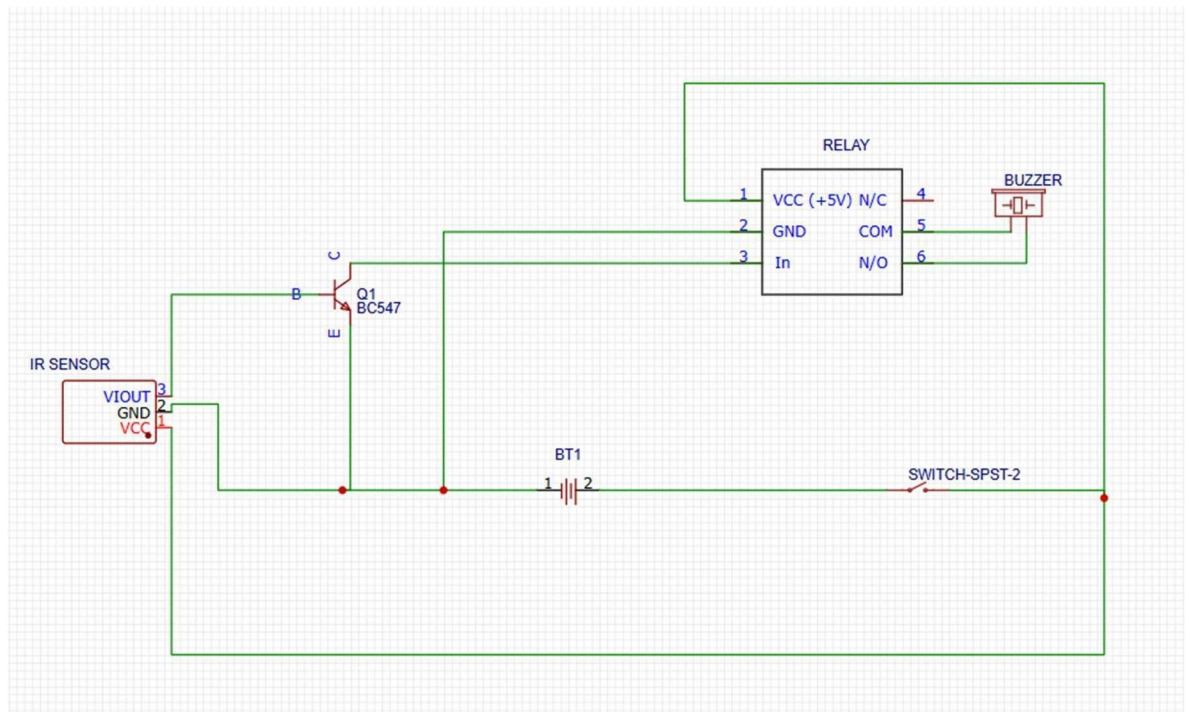 RELAY
BUZZER
1 VCC (+5V) N/C 4
2 GND COM 5
3 In N/O 6
C
B Q1
BC547
E
IR SENSOR
VIOUT 3
GND 2
VCC 1
BT1
1 2
SWITCH-SPST-2